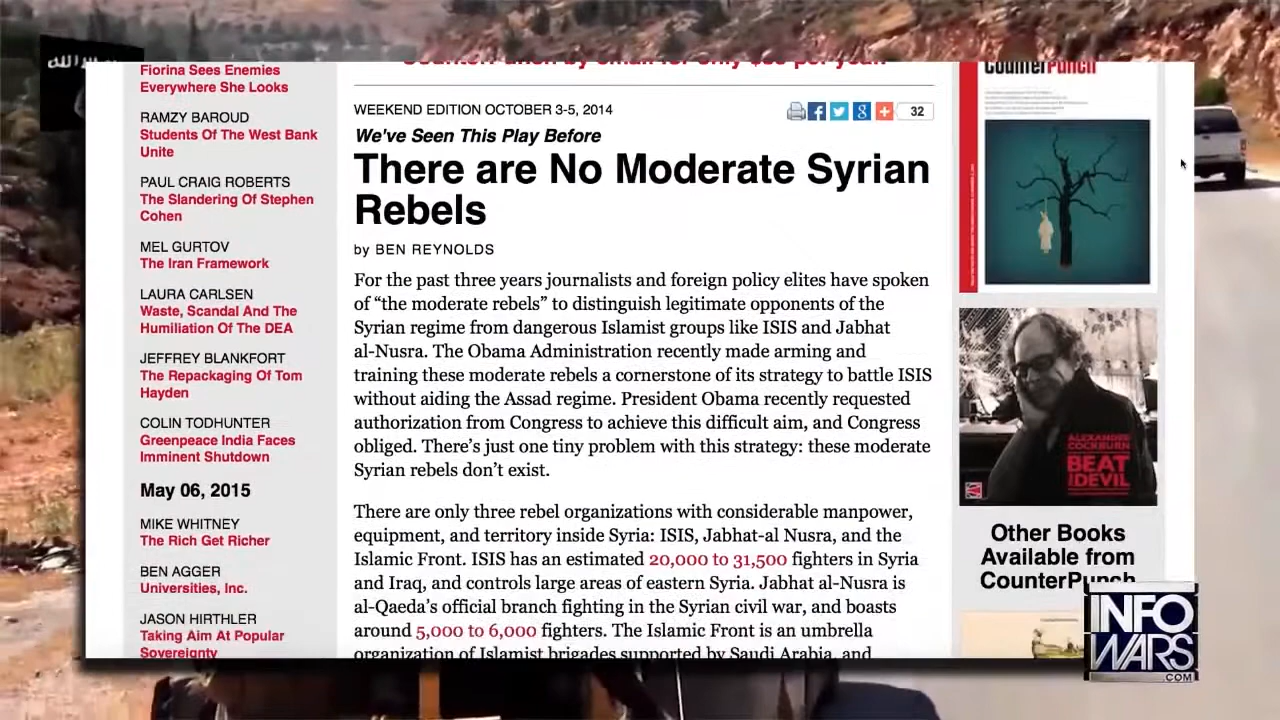 Fiorina Sees Enemies
Everywhere She Looks
RAMZY BAROUD
Students Of The West Bank
Unite
PAUL CRAIG ROBERTS
The Slandering Of Stephen
Cohen
MEL GURTOV
The Iran Framework
LAURA CARLSEN
Waste, Scandal And The
Humiliation Of The DEA
JEFFREY BLANKFORT
The Repackaging Of Tom
Hayden
COLIN TODHUNTER
Greenpeace India Faces
Imminent Shutdown
May 06, 2015
MIKE WHITNEY
The Rich Get Richer
BEN AGGER
Universities, Inc.
JASON HIRTHLER
Taking Aim At Popular
Sovereignty
WEEKEND EDITION OCTOBER 3-5, 2014
32
We've Seen This Play Before
There are No Moderate Syrian
Rebels
by BEN REYNOLDS
For the past three years journalists and foreign policy elites have spoken
of “the moderate rebels” to distinguish legitimate opponents of the
Syrian regime from dangerous Islamist groups like ISIS and Jabhat
al-Nusra. The Obama Administration recently made arming and
training these moderate rebels a cornerstone of its strategy to battle ISIS
without aiding the Assad regime. President Obama recently requested
authorization from Congress to achieve this difficult aim, and Congress
obliged. There’s just one tiny problem with this strategy: these moderate
Syrian rebels don’t exist.
There are only three rebel organizations with considerable manpower,
equipment, and territory inside Syria: ISIS, Jabhat-al Nusra, and the
Islamic Front. ISIS has an estimated 20,000 to 31,500 fighters in Syria
and Iraq, and controls large areas of eastern Syria. Jabhat al-Nusra is
al-Qaeda’s official branch fighting in the Syrian civil war, and boasts
around 5,000 to 6,000 fighters. The Islamic Front is an umbrella
organization of Islamist brigades supported by Saudi Arabia, and
CounterPunch
ALEXANDER
COCKBURN
BEAT
THE DEVIL
Other Books
Available from
CounterPunch
INFO
WARS
.COM